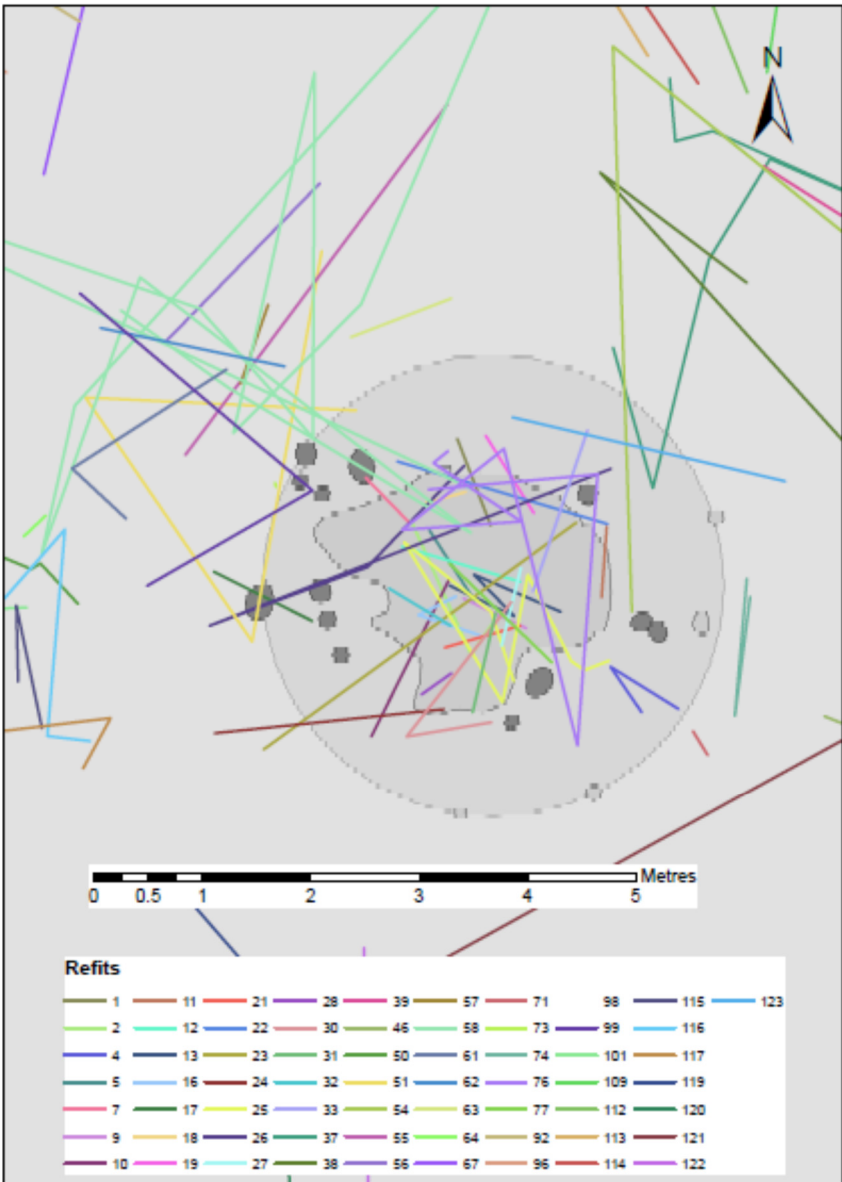 N
Metres
0 0.5 1 2 3 4 5
Refits
1 11 21 28 39 57 71 98 115 123
2 12 22 30 46 58 73 99 116
4 13 23 31 50 61 74 101 117
5 16 24 32 51 62 76 109 119
7 17 25 33 54 63 77 112 120
9 18 26 37 55 64 92 113 121
10 19 27 38 56 67 96 114 122